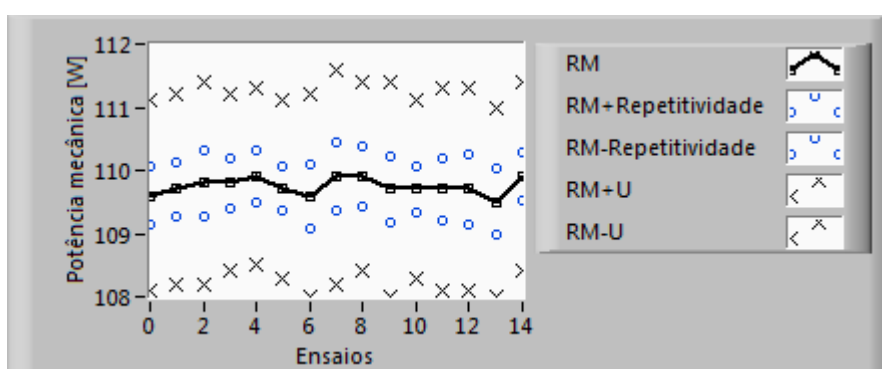 112
111
110
109
108
Potência mecânica [W]
0 2 4 6 8 10 12 14
Ensaios
RM
RM+Repetitividade
RM-Repetitividade
RM+U
RM-U